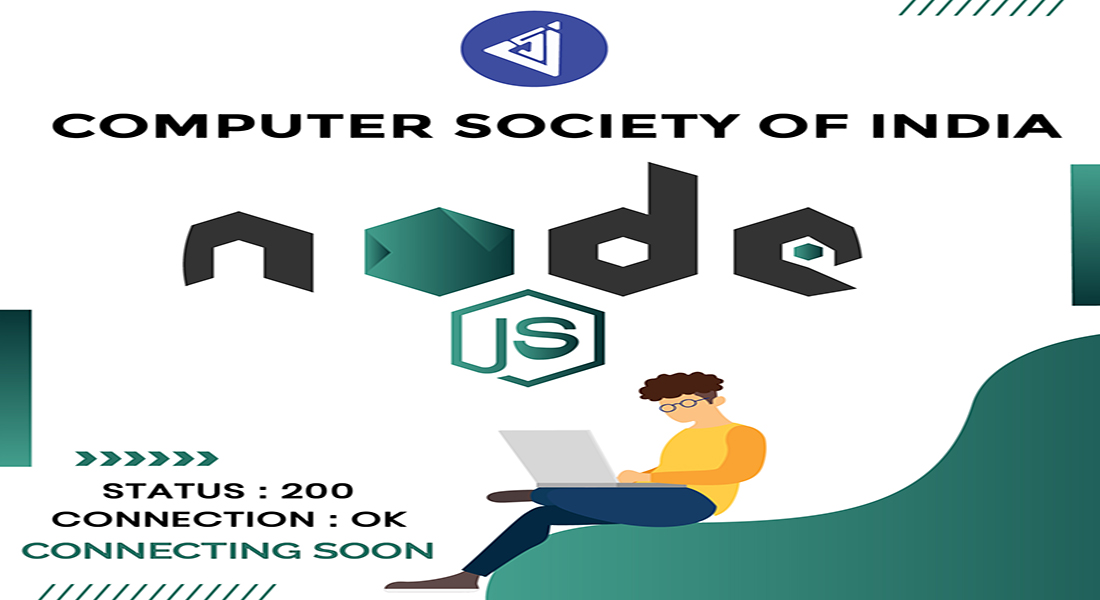 COMPUTER SOCIETY OF INDIA
node
JS
STATUS : 200
CONNECTION : OK
CONNECTING SOON